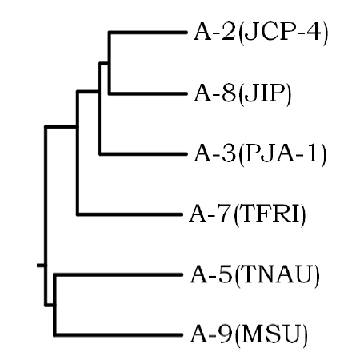 A-2(JCP-4)
A-8(JIP)
A-3(PJA-1)
A-7(TFRI)
A-5(TNAU)
A-9(MSU)